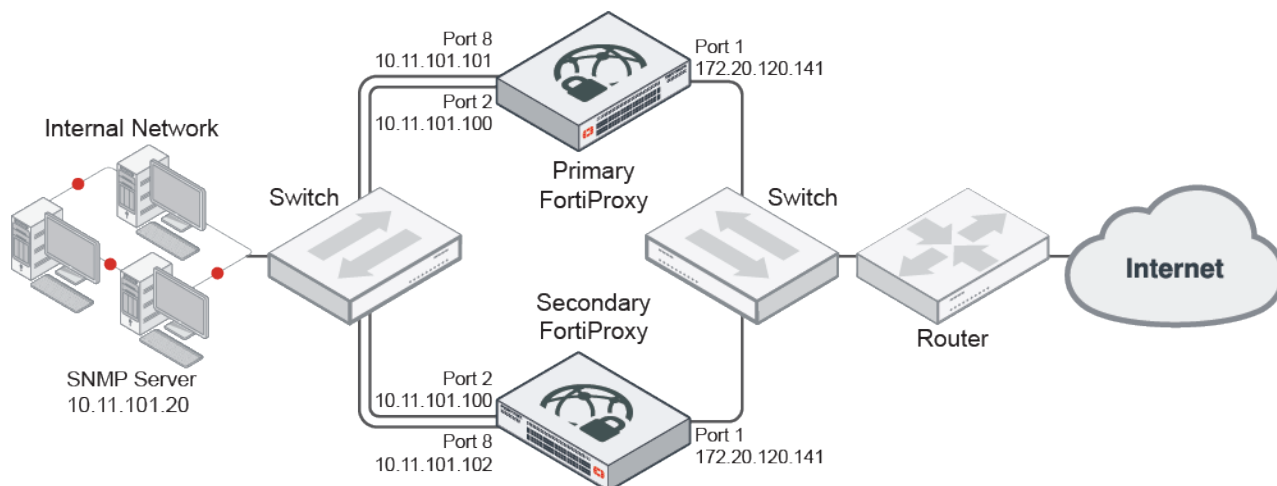 Port 8
10.11.101.101
Port 1
172.20.120.141
Port 2
10.11.101.100
Internal Network
Primary
FortiProxy
Switch
Switch
Internet
Secondary
FortiProxy
Router
SNMP Server
10.11.101.20
Port 2
10.11.101.100
Port 8
10.11.101.102
Port 1
172.20.120.141